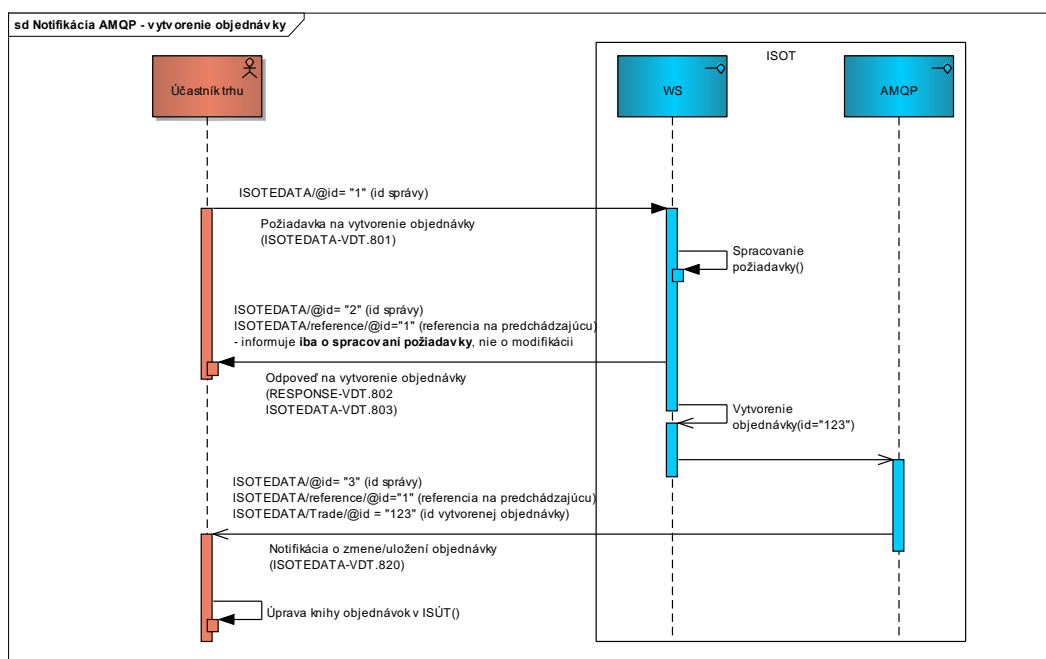 sd Notifikácia AMQP - vytvorenie objednávky
ISOT
Účastník trhu
WS
AMQP
ISOTEDATA/@id= "1" (id správy)
Požiadavka na vytvorenie objednávky
(ISOTEDATA-VDT.801)
Spracovanie
požiadavky()
ISOTEDATA/@id= "2" (id správy)
ISOTEDATA/reference/@id="1" (referencia na predchádzajúcu)
- informuje iba o spracovaní požiadavky, nie o modifikácii
Odpoveď na vytvorenie objednávky
(RESPONSE-VDT.802
ISOTEDATA-VDT.803)
Vytvorenie
objednávky(id="123")
ISOTEDATA/@id= "3" (id správy)
ISOTEDATA/reference/@id="1" (referencia na predchádzajúcu)
ISOTEDATA/Trade/@id = "123" (id vytvorenej objednávky)
Notifikácia o zmene/uložení objednávky
(ISOTEDATA-VDT.820)
Úprava knihy objednávok v ISÚT()